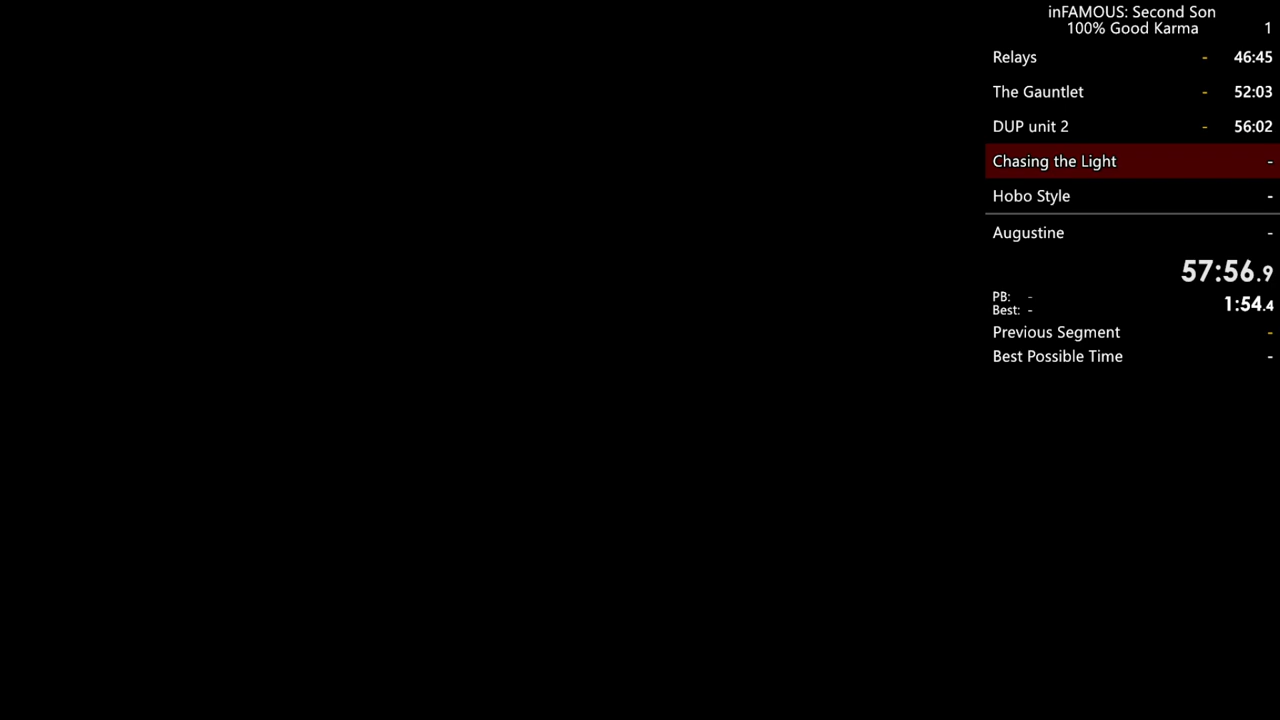 inFAMOUS: Second Son
100% Good Karma 1
Relays - 46:45
The Gauntlet - 52:03
DUP unit 2 - 56:02
Chasing the Light -
Hobo Style -
Augustine -
57:56.9
PB: - 1:54.4
Best: -
Previous Segment -
Best Possible Time -